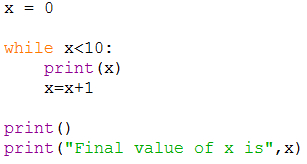 x = 0
while x<10:
    print(x)
    x=x+1
print()
print("Final value of x is",x)